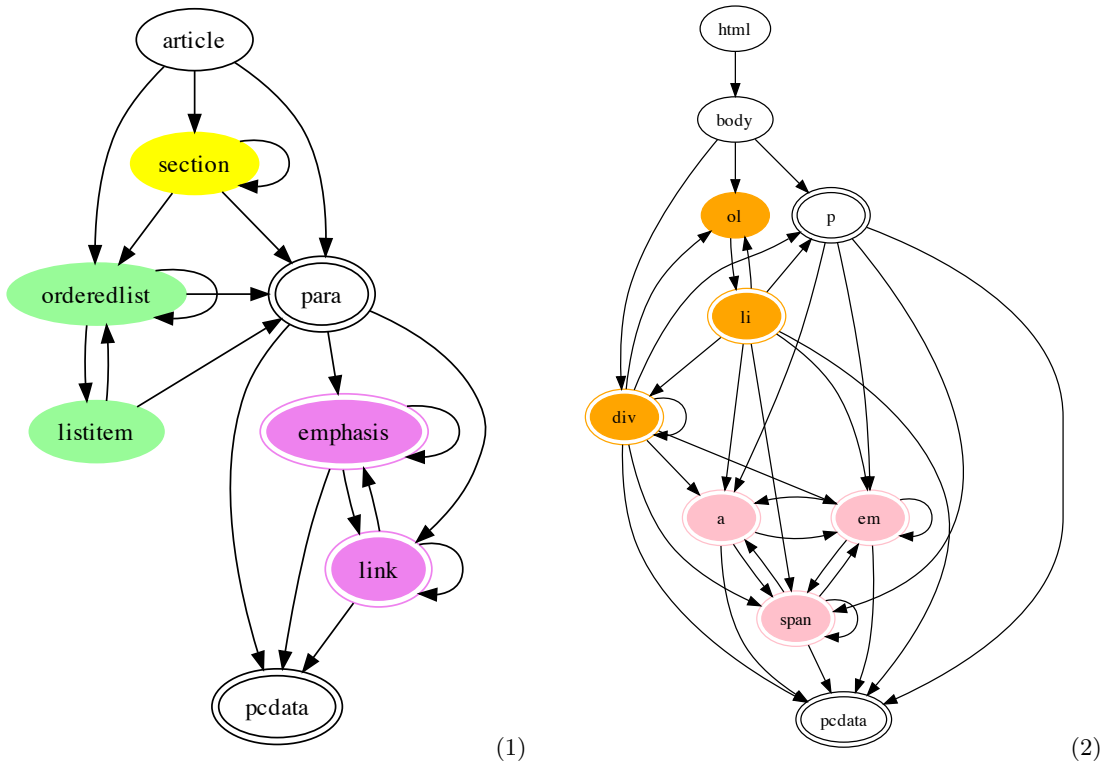 article
section
orderedlist
para
listitem
emphasis
link
pcdata
(1)
html
body
ol
p
li
div
a
em
span
pcdata
(2)